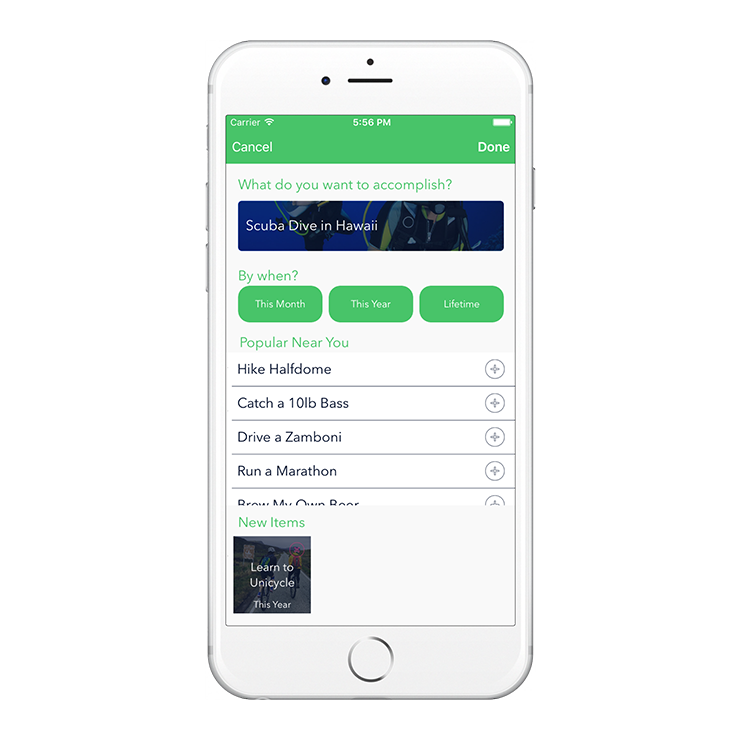 Carrier 5:56 PM
Cancel Done
What do you want to accomplish?
Scuba Dive in Hawaii
By when?
This Month This Year Lifetime
Popular Near You
Hike Halfdome
Catch a 10lb Bass
Drive a Zamboni
Run a Marathon
Brew My Own Beer
New Items
Learn to
Unicycle
This Year